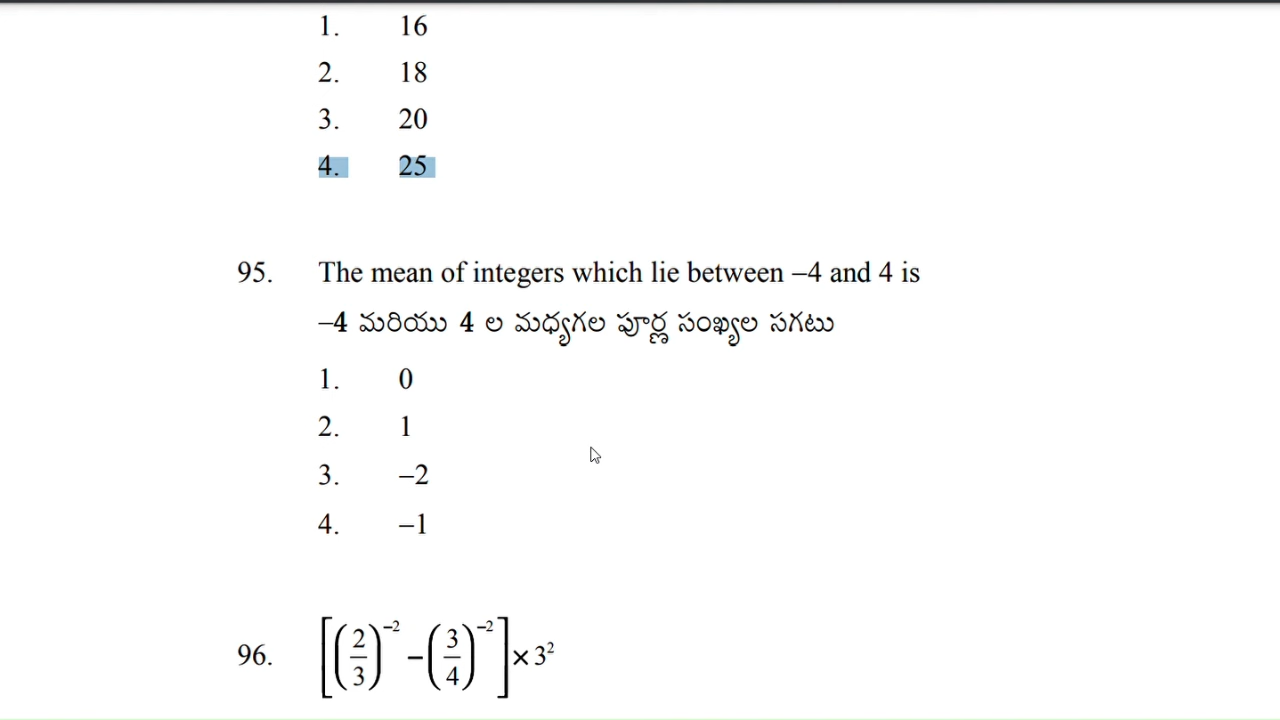 1. 16
2. 18
3. 20
4. 25
95. The mean of integers which lie between –4 and 4 is
–4 మరియు 4 ల మధ్యగల పూర్ణ సంఖ్యల సగటు
1. 0
2. 1
3. –2
4. –1
96. [(2/3)^–2 – (3/4)^–2] × 3^2